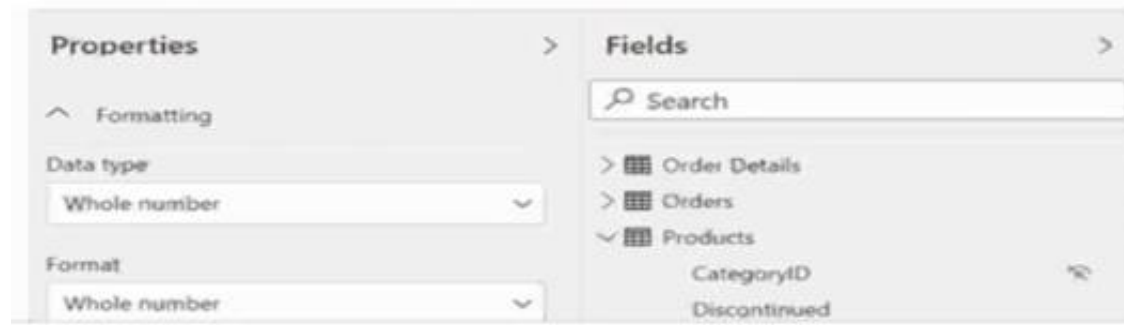 Properties
Formatting
Data type
Whole number
Format
Whole number
Fields
Search
Order Details
Orders
Products
CategoryID
Discontinued